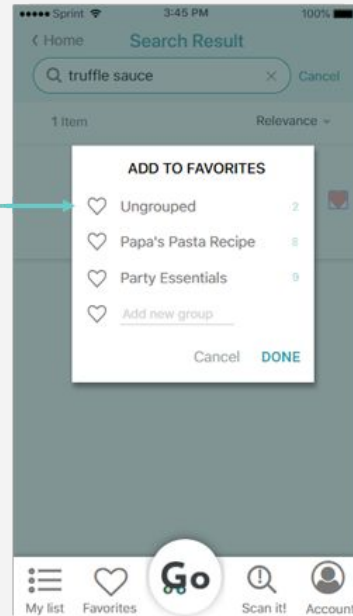 Sprint 3:45 PM 100%
< Home Search Result
truffle sauce × Cancel
1 Item Relevance
ADD TO FAVORITES
Ungrouped 2
Papa's Pasta Recipe 8
Party Essentials 9
Add new group
Cancel DONE
My list Favorites Go Scan it! Account